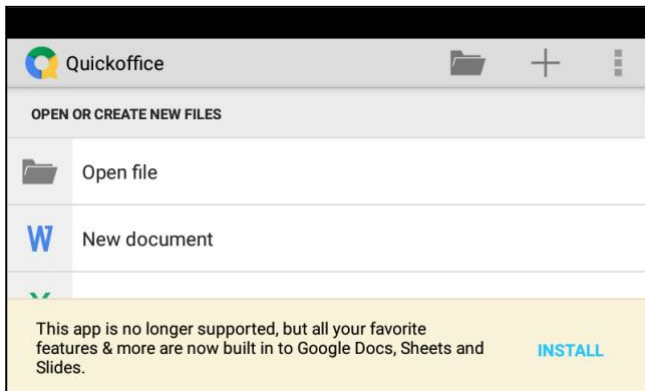 Quickoffice
OPEN OR CREATE NEW FILES
Open file
W New document
This app is no longer supported, but all your favorite
features & more are now built in to Google Docs, Sheets and
Slides.
INSTALL